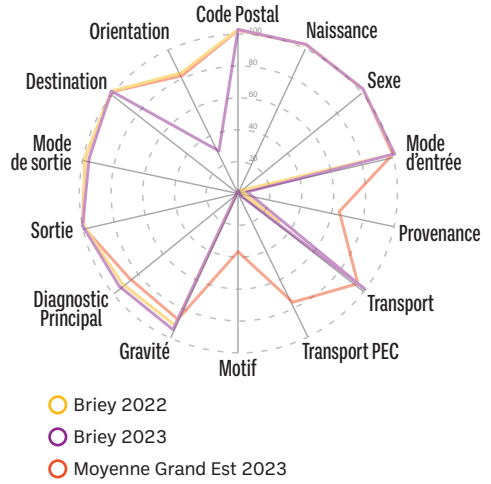 Code Postal
Naissance
Sexe
Mode
d'entrée
Provenance
Transport
Transport PEC
Motif
Gravité
Diagnostic
Principal
Sortie
Mode
de sortie
Destination
Orientation
100
80
60
40
20
Briey 2022
Briey 2023
Moyenne Grand Est 2023